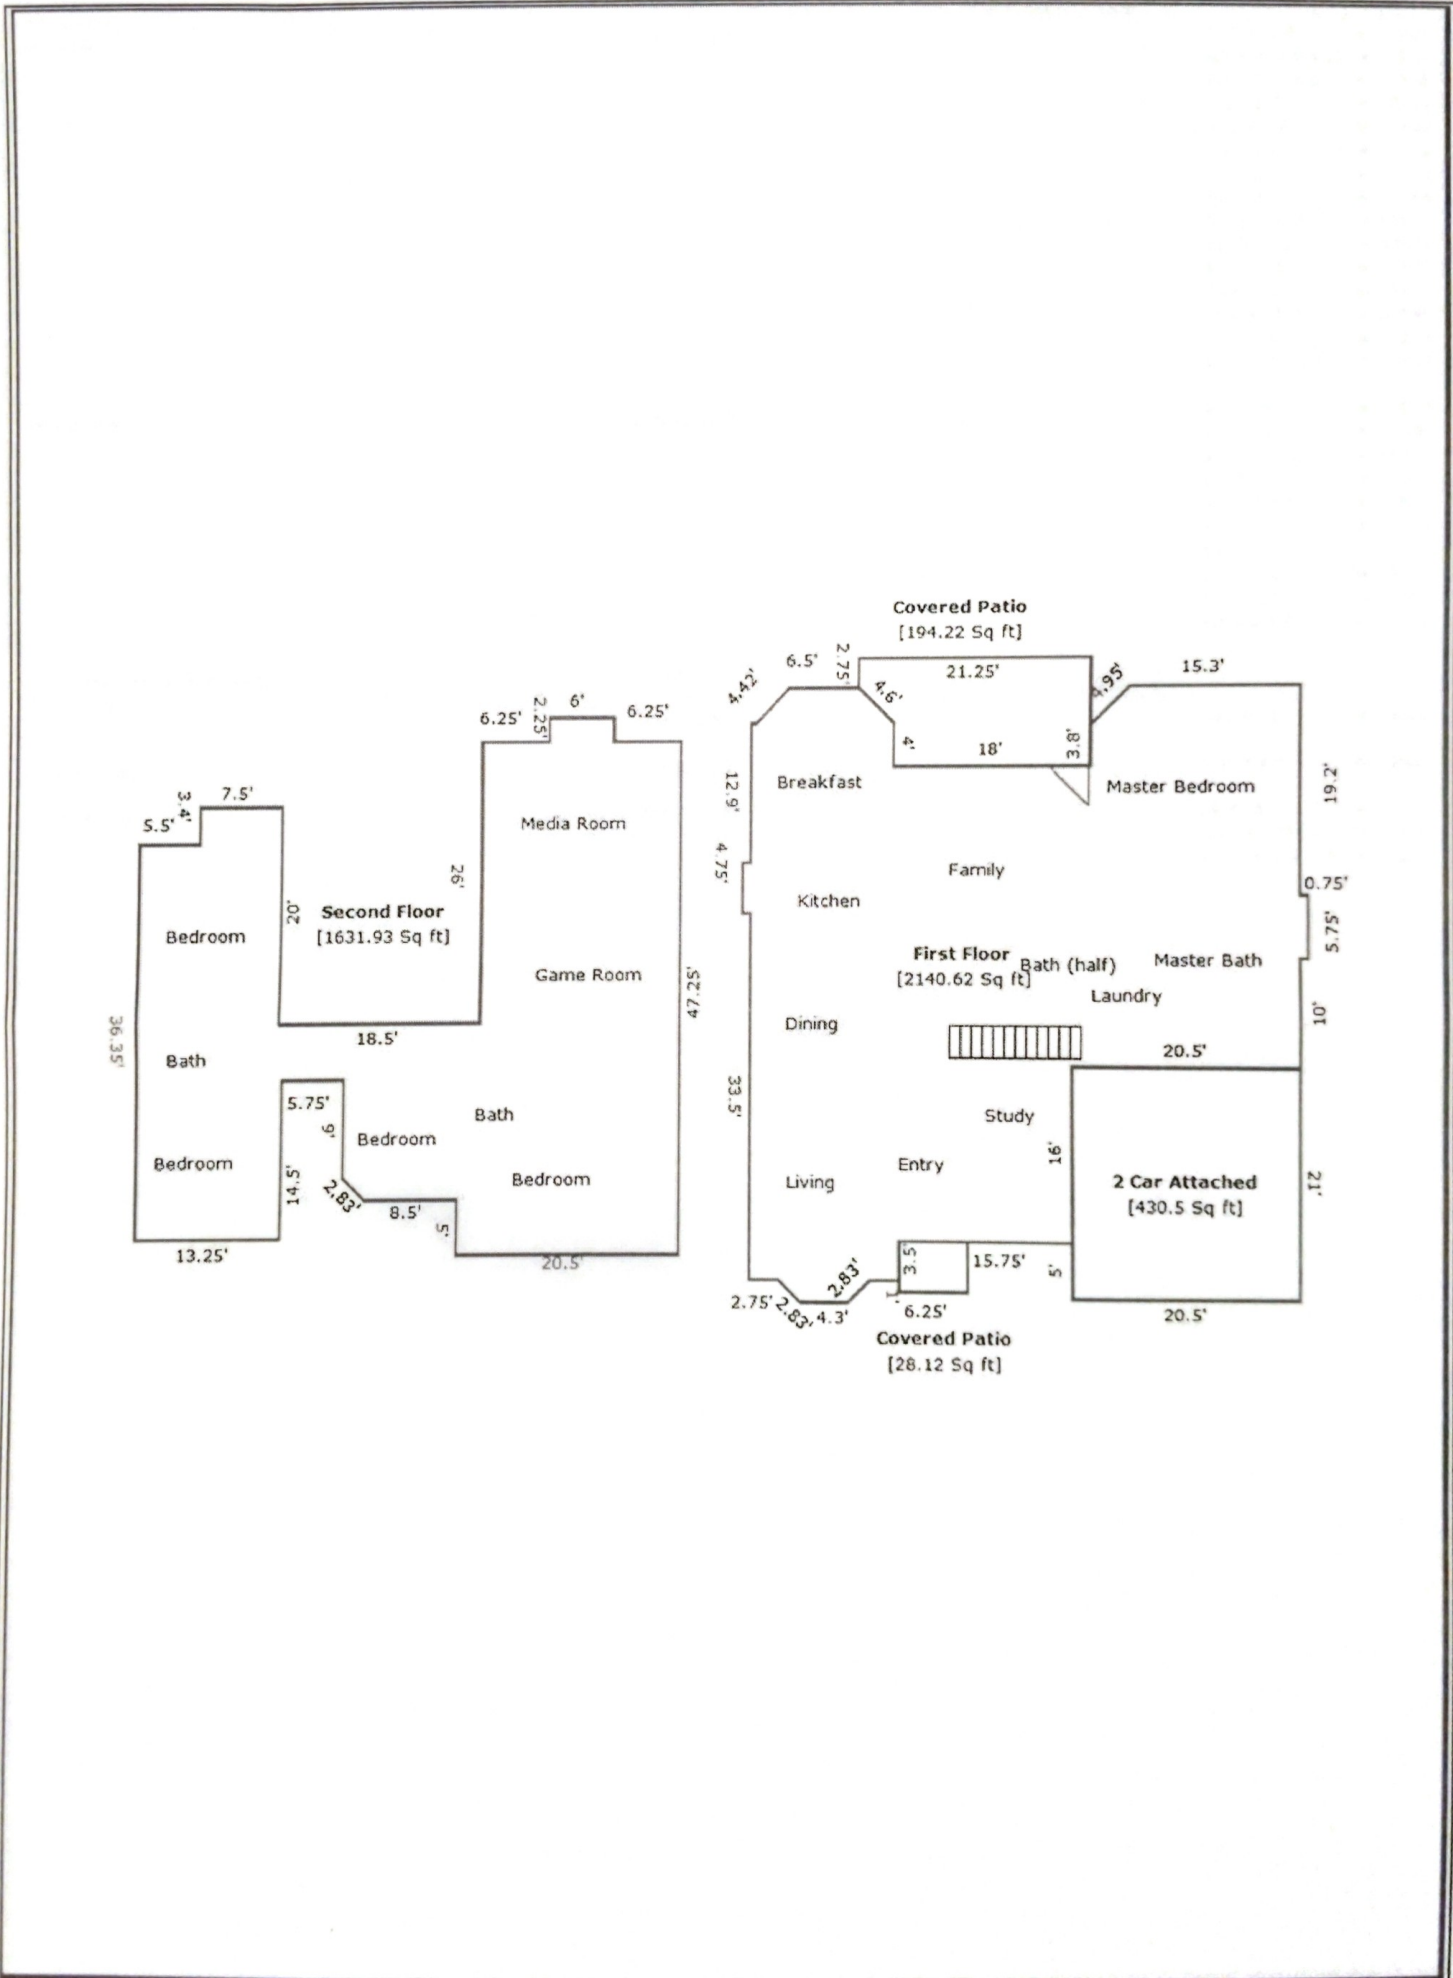 7.5'
3.4'
5.5'
20'
36.35'
Bedroom
Bath
Bedroom
13.25'
14.5'
5.75'
9'
2.83'
8.5'
5'
20.5'
18.5'
Second Floor
[1631.93 Sq ft]
26'
6.25'
2.25'
6'
6.25'
Media Room
Game Room
47.25'
Bath
Bedroom
Bedroom
Covered Patio
[194.22 Sq ft]
21.25'
2.75'
6.5'
4.42'
4.6'
4'
18'
3.8'
4.95'
15.3'
19.2'
12.9'
4.75'
Breakfast
Master Bedroom
Family
Kitchen
0.75'
5.75'
First Floor
[2140.62 Sq ft]
Bath (half)
Master Bath
Laundry
10'
Dining
20.5'
33.5'
Study
16'
Entry
Living
2 Car Attached
[430.5 Sq ft]
21'
3.5'
15.75'
5'
2.75'
2.83'
4.3'
2.83'
1'
6.25'
20.5'
Covered Patio
[28.12 Sq ft]